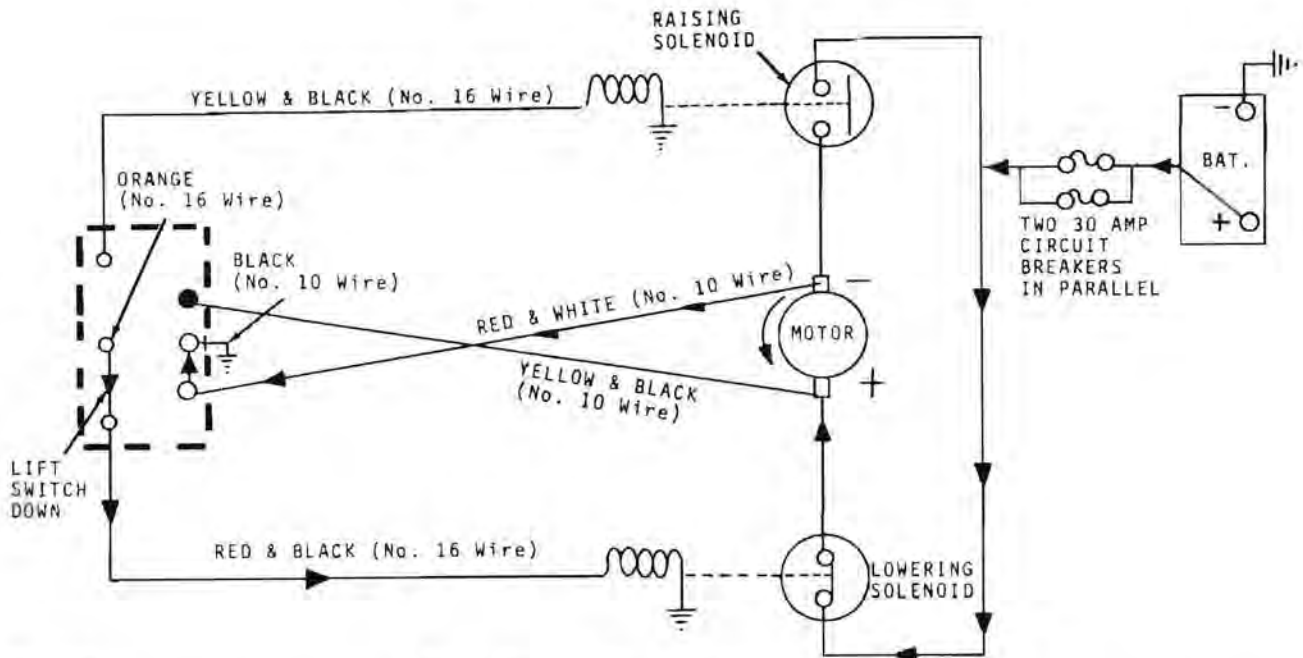 RAISING
SOLENOID
YELLOW & BLACK (No. 16 Wire)
-
BAT.
+
ORANGE
(No. 16 Wire)
TWO 30 AMP
CIRCUIT
BREAKERS
IN PARALLEL
BLACK
(No. 10 Wire)
RED & WHITE (No. 10 Wire)
-
MOTOR
YELLOW & BLACK
(No. 10 Wire)
+
LIFT
SWITCH
DOWN
RED & BLACK (No. 16 Wire)
LOWERING
SOLENOID